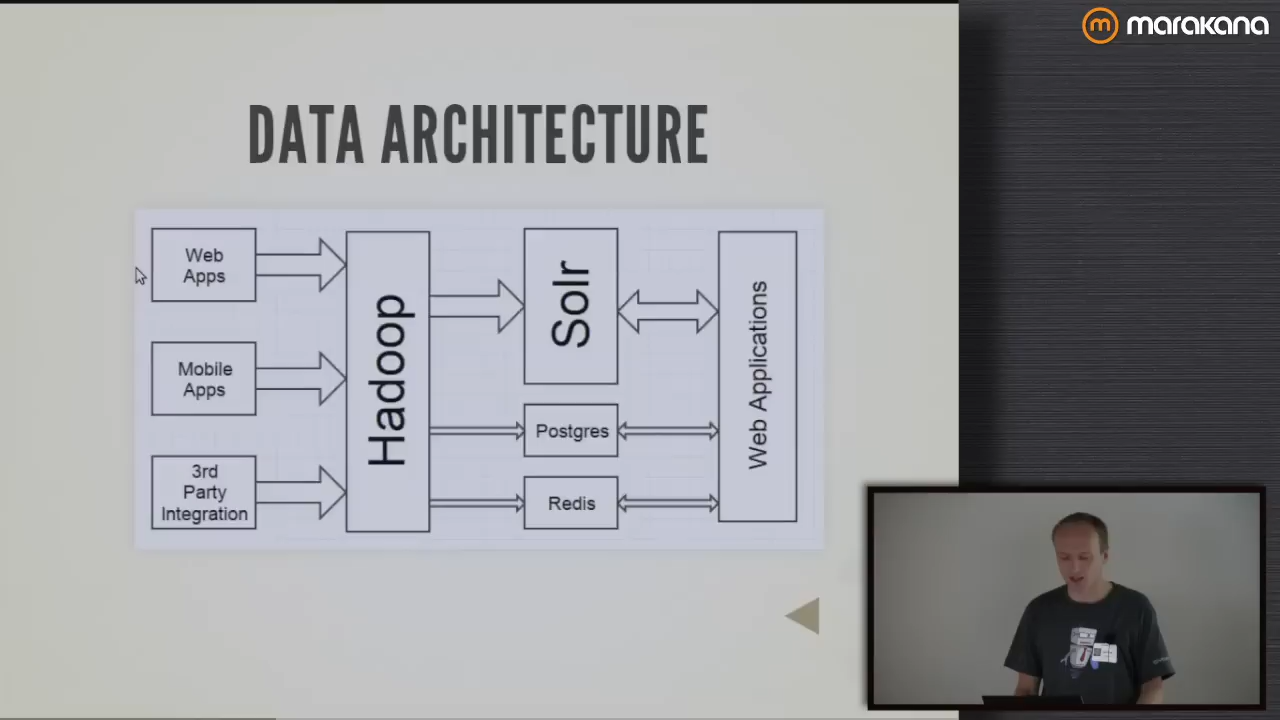 marakana
DATA ARCHITECTURE
Web
Apps
Mobile
Apps
3rd
Party
Integration
Hadoop
Solr
Postgres
Redis
Web Applications